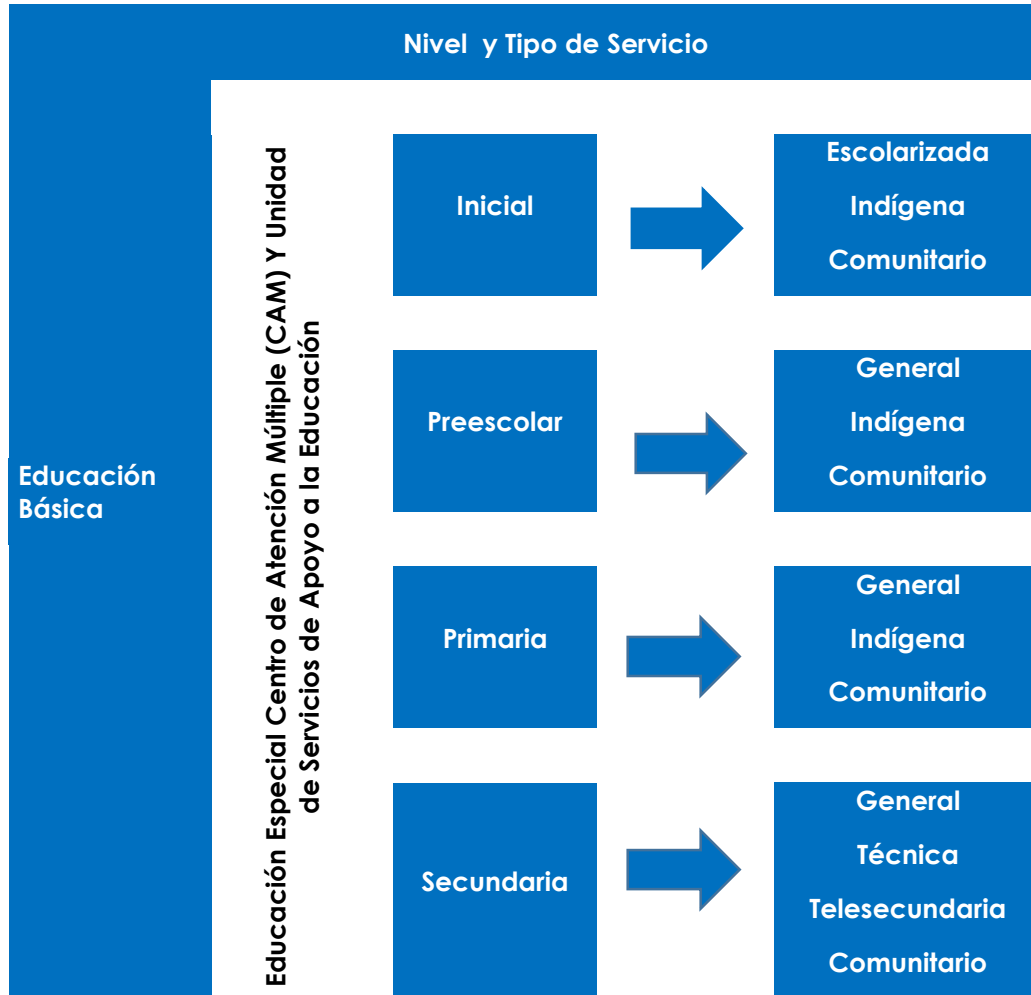 Nivel y Tipo de Servicio
Educación
Básica
Educación Especial Centro de Atención Múltiple (CAM) Y Unidad
de Servicios de Apoyo a la Educación
Inicial
Escolarizada
Indígena
Comunitario
Preescolar
General
Indígena
Comunitario
Primaria
General
Indígena
Comunitario
Secundaria
General
Técnica
Telesecundaria
Comunitario